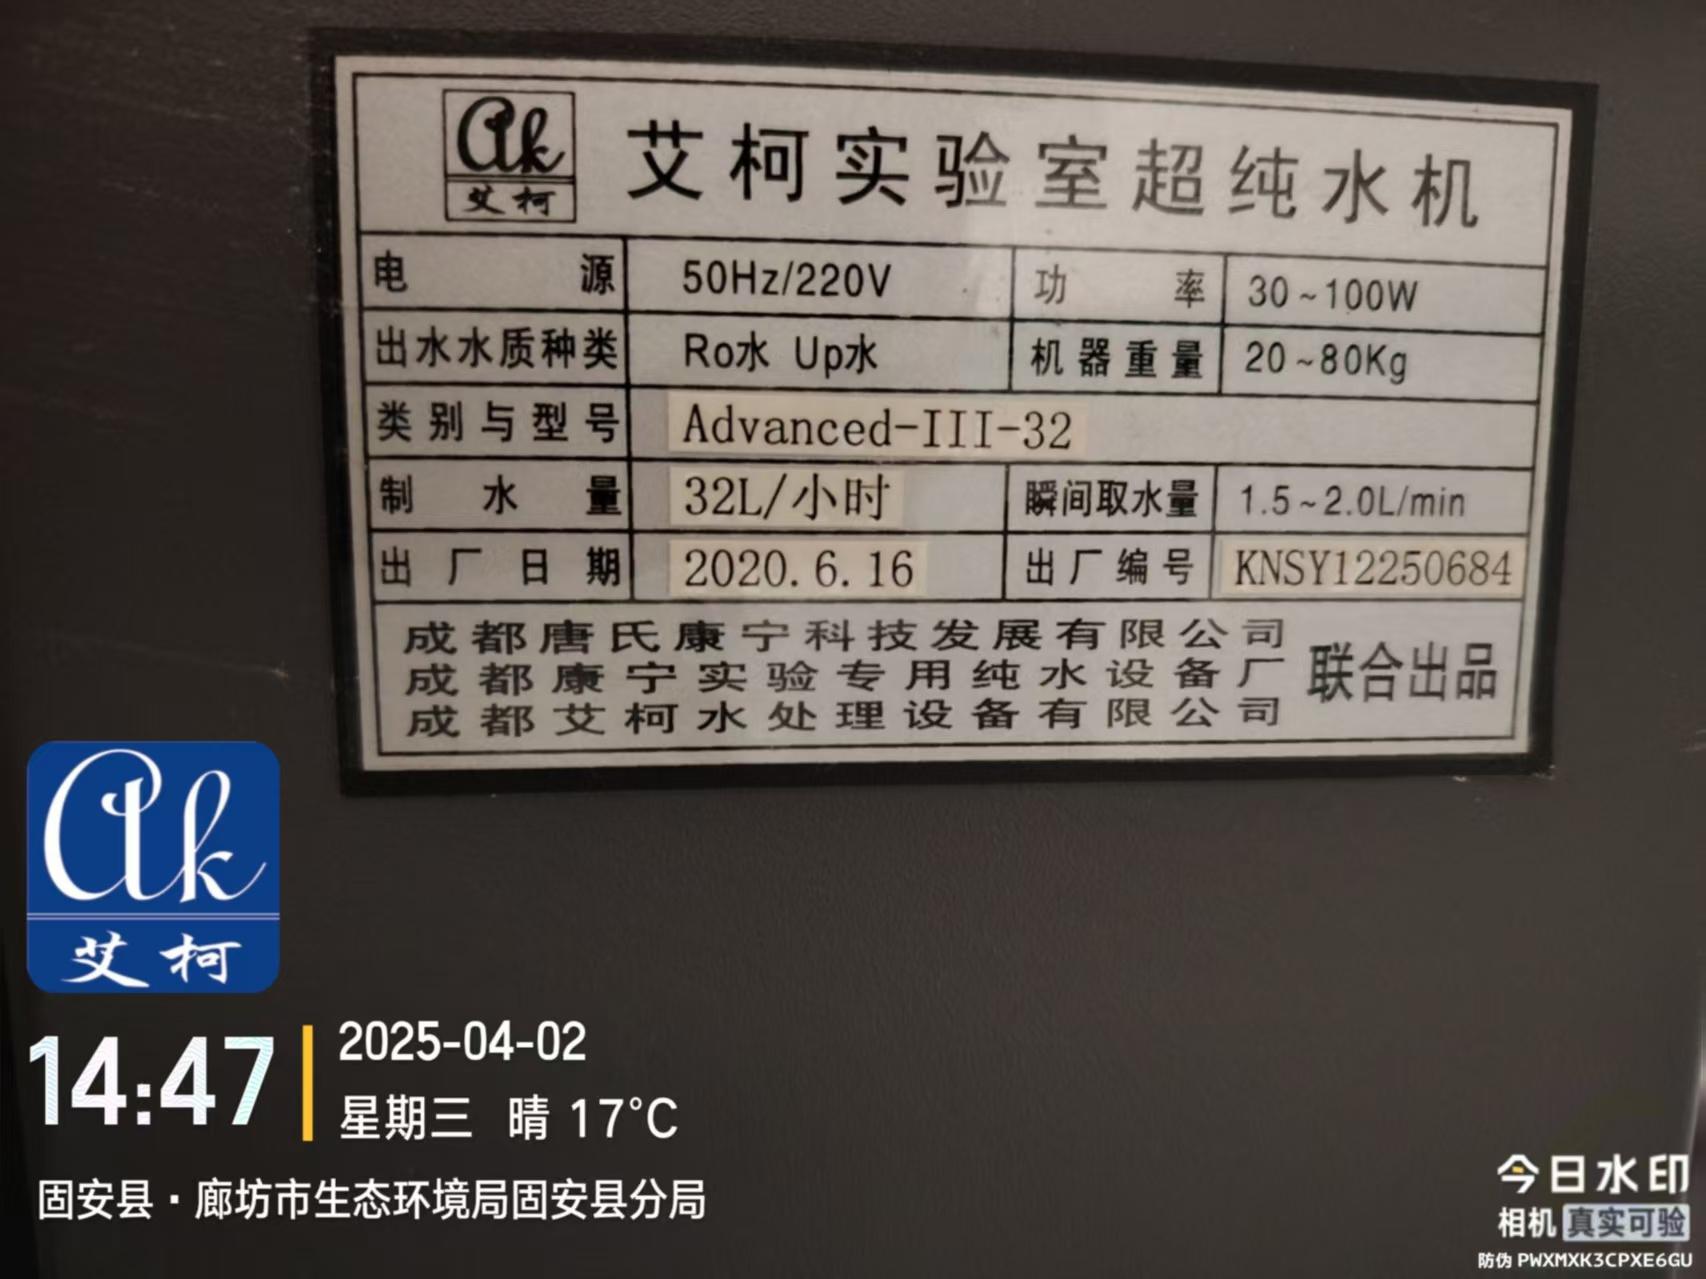 Ak
艾柯
艾柯实验室超纯水机
电源 50Hz/220V 功率 30~100W
出水水质种类 Ro水 Up水 机器重量 20~80Kg
类别与型号 Advanced-III-32
制水量 32L/小时 瞬间取水量 1.5~2.0L/min
出厂日期 2020.6.16 出厂编号 KNSY12250684
成都唐氏康宁科技发展有限公司
成都康宁实验专用纯水设备厂 联合出品
成都艾柯水处理设备有限公司
Ak
艾柯
14:47
2025-04-02
星期三 晴 17°C
固安县·廊坊市生态环境局固安县分局
今日水印
相机 真实可验
防伪 PWXMXK3CPXE6GU